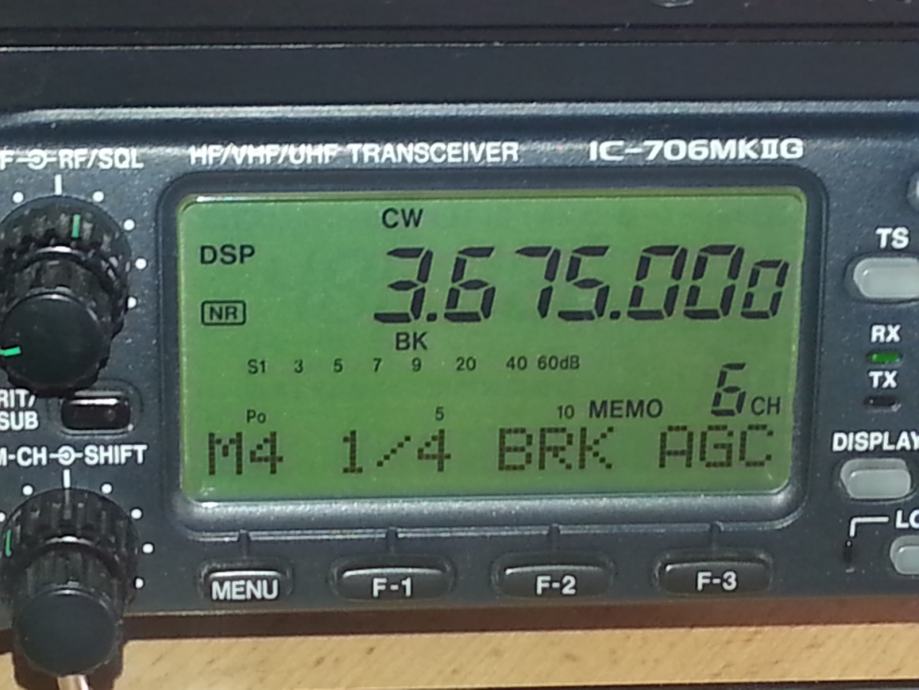 F RF/SQL HF/VHF/UHF TRANSCEIVER IC-706MKIIG
CW
DSP 3.675.000
NR
BK
S1 3 5 7 9 20 40 60dB
6 CH
Po 5 10 MEMO
M4 1/4 BRK AGC
TS
RX
TX
RIT/
SUB
M-CH SHIFT
DISPLAY
LO
MENU F-1 F-2 F-3